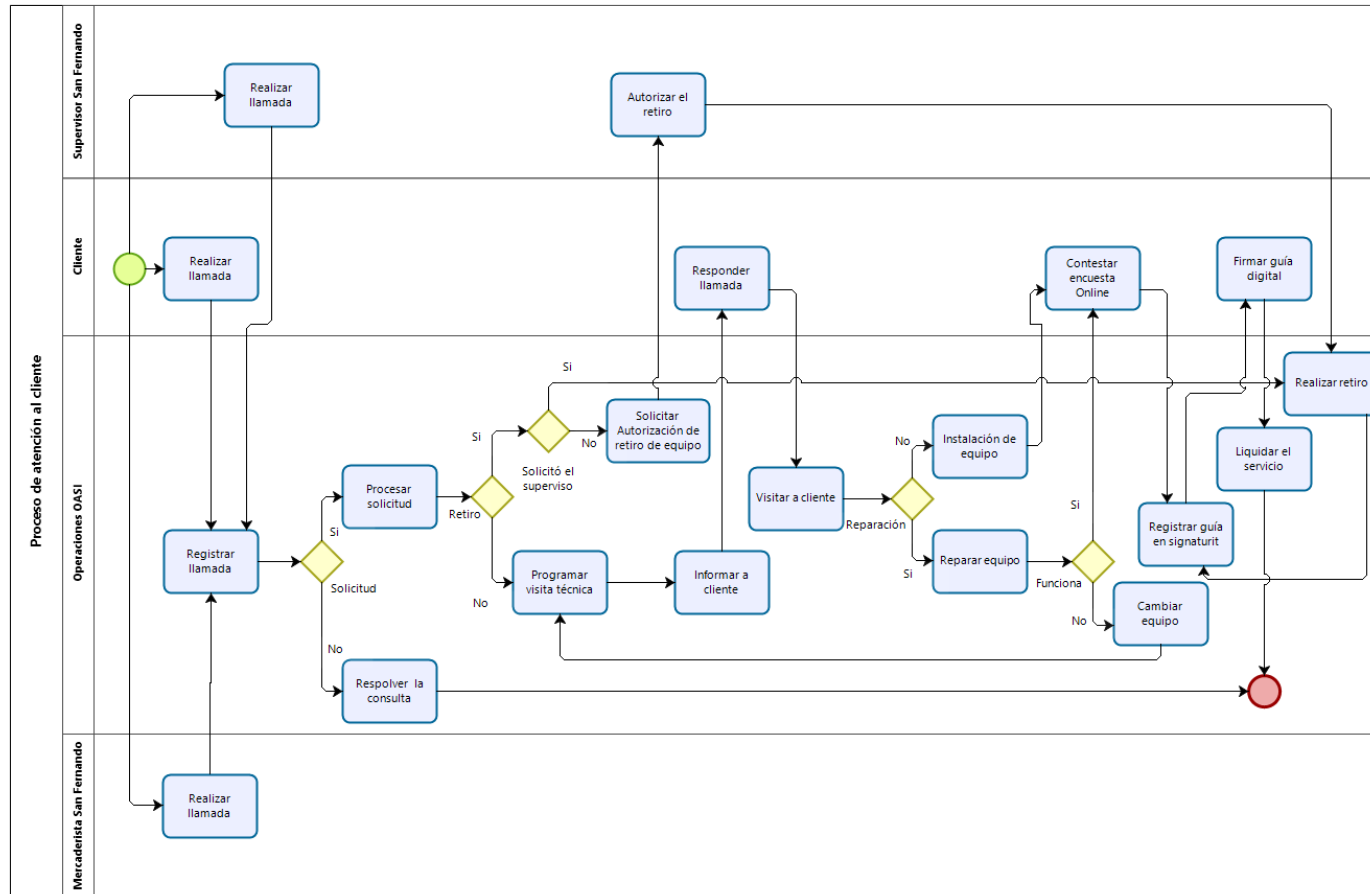 Proceso de atención al cliente
Supervisor San Fernando
Realizar
llamada
Autorizar el
retiro
Cliente
Realizar
llamada
Responder
llamada
Contestar
encuesta
Online
Firmar guía
digital
Operaciones OASI
Si
Realizar retiro
Solicitar
Autorización de
retiro de equipo
Si
No
Solicitó el
superviso
No
Instalación de
equipo
Liquidar el
servicio
Procesar
solicitud
Retiro
Visitar a cliente
Reparación
Si
Registrar guía
en signaturit
Si
Registrar
llamada
Solicitud
Programar
visita técnica
No
Informar a
cliente
Si
Reparar equipo
Funciona
No
Cambiar
equipo
No
Respolver la
consulta
Mercaderista San Fernando
Realizar
llamada